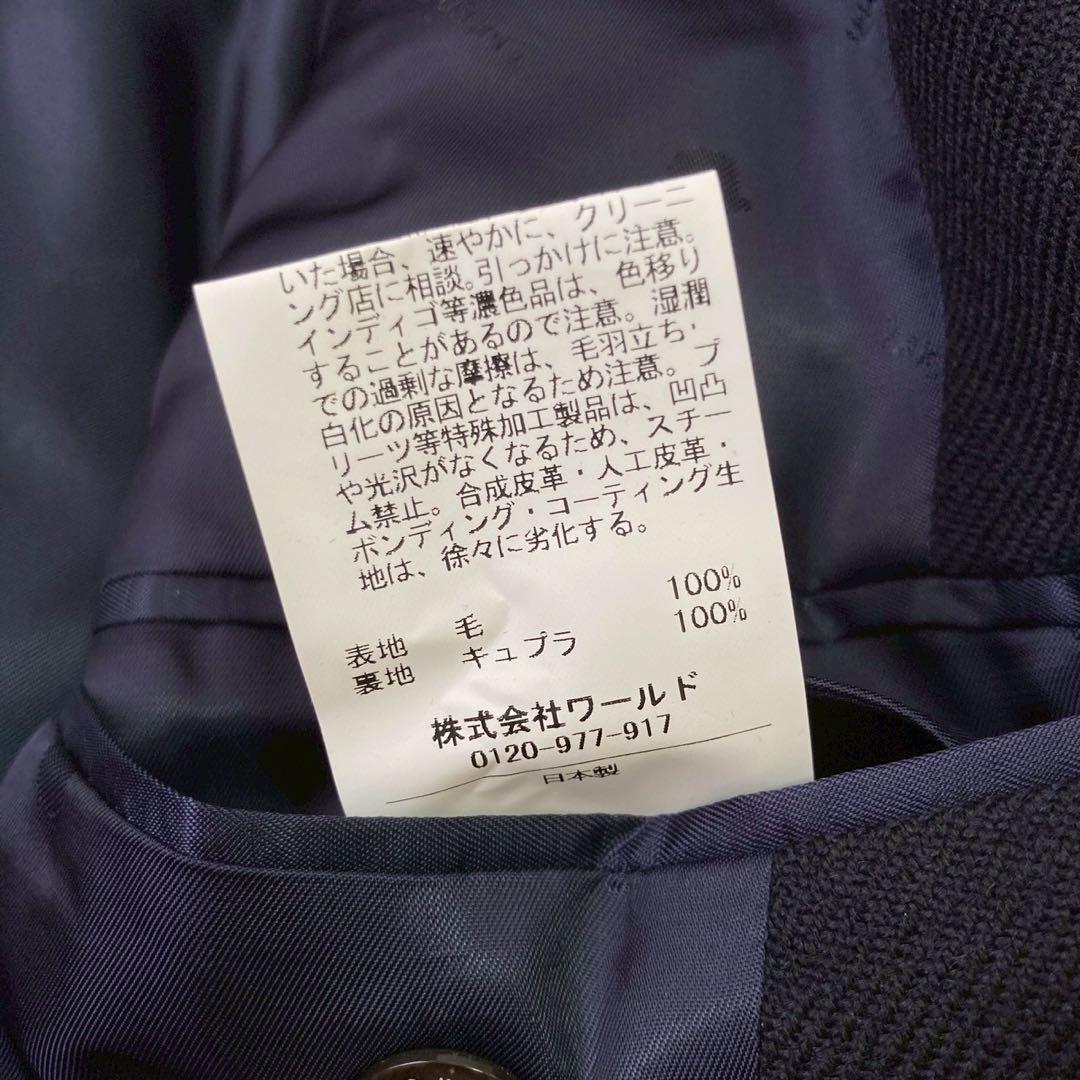 いた場合、速やかに、クリーニ
ング店に相談。引っかけに注意。
インディゴ等濃色品は、色移り
することがあるので注意。湿潤
での過剰な摩擦は、毛羽立ち・
白化の原因となるため注意。プ
リーツ等特殊加工製品は、凹凸
や光沢がなくなるため、スチー
ム禁止。合成皮革・人工皮革・
ボンディング・コーティング生
地は、徐々に劣化する。
表地 毛 100%
裏地 キュプラ 100%
株式会社ワールド
0120-977-917
日本製